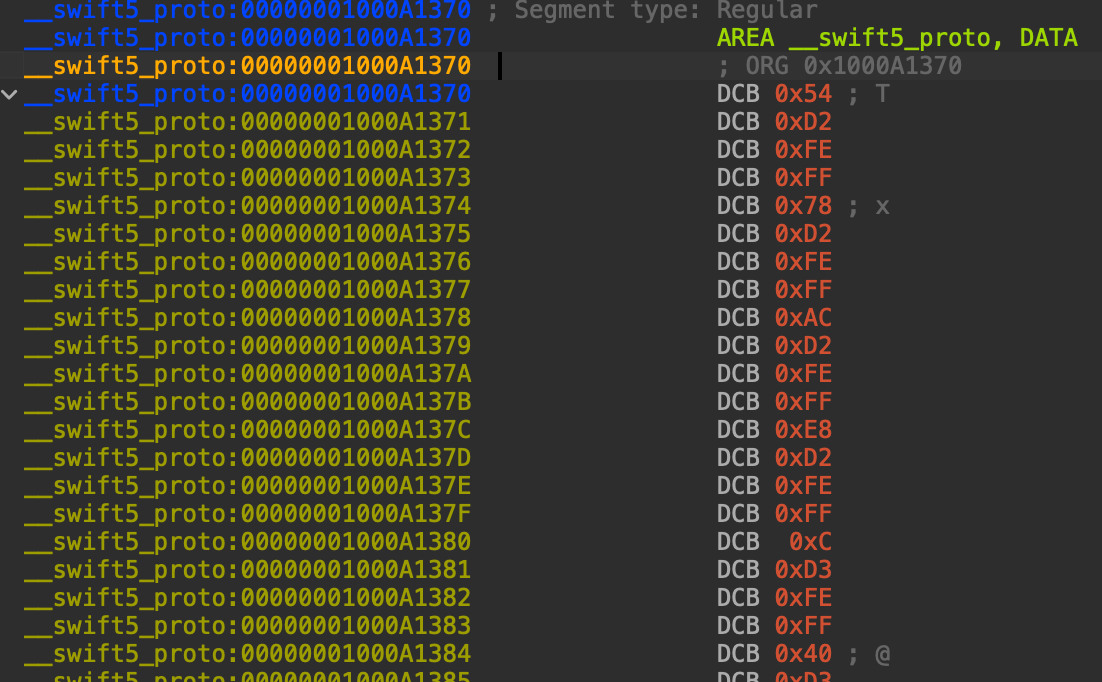 __swift5_proto:00000001000A1370 ; Segment type: Regular
__swift5_proto:00000001000A1370 AREA __swift5_proto, DATA
__swift5_proto:00000001000A1370 ; ORG 0x1000A1370
__swift5_proto:00000001000A1370 DCB 0x54 ; T
__swift5_proto:00000001000A1371 DCB 0xD2
__swift5_proto:00000001000A1372 DCB 0xFE
__swift5_proto:00000001000A1373 DCB 0xFF
__swift5_proto:00000001000A1374 DCB 0x78 ; x
__swift5_proto:00000001000A1375 DCB 0xD2
__swift5_proto:00000001000A1376 DCB 0xFE
__swift5_proto:00000001000A1377 DCB 0xFF
__swift5_proto:00000001000A1378 DCB 0xAC
__swift5_proto:00000001000A1379 DCB 0xD2
__swift5_proto:00000001000A137A DCB 0xFE
__swift5_proto:00000001000A137B DCB 0xFF
__swift5_proto:00000001000A137C DCB 0xE8
__swift5_proto:00000001000A137D DCB 0xD2
__swift5_proto:00000001000A137E DCB 0xFE
__swift5_proto:00000001000A137F DCB 0xFF
__swift5_proto:00000001000A1380 DCB 0xC
__swift5_proto:00000001000A1381 DCB 0xD3
__swift5_proto:00000001000A1382 DCB 0xFE
__swift5_proto:00000001000A1383 DCB 0xFF
__swift5_proto:00000001000A1384 DCB 0x40 ; @
__swift5_proto:00000001000A1385 DCB 0xD3